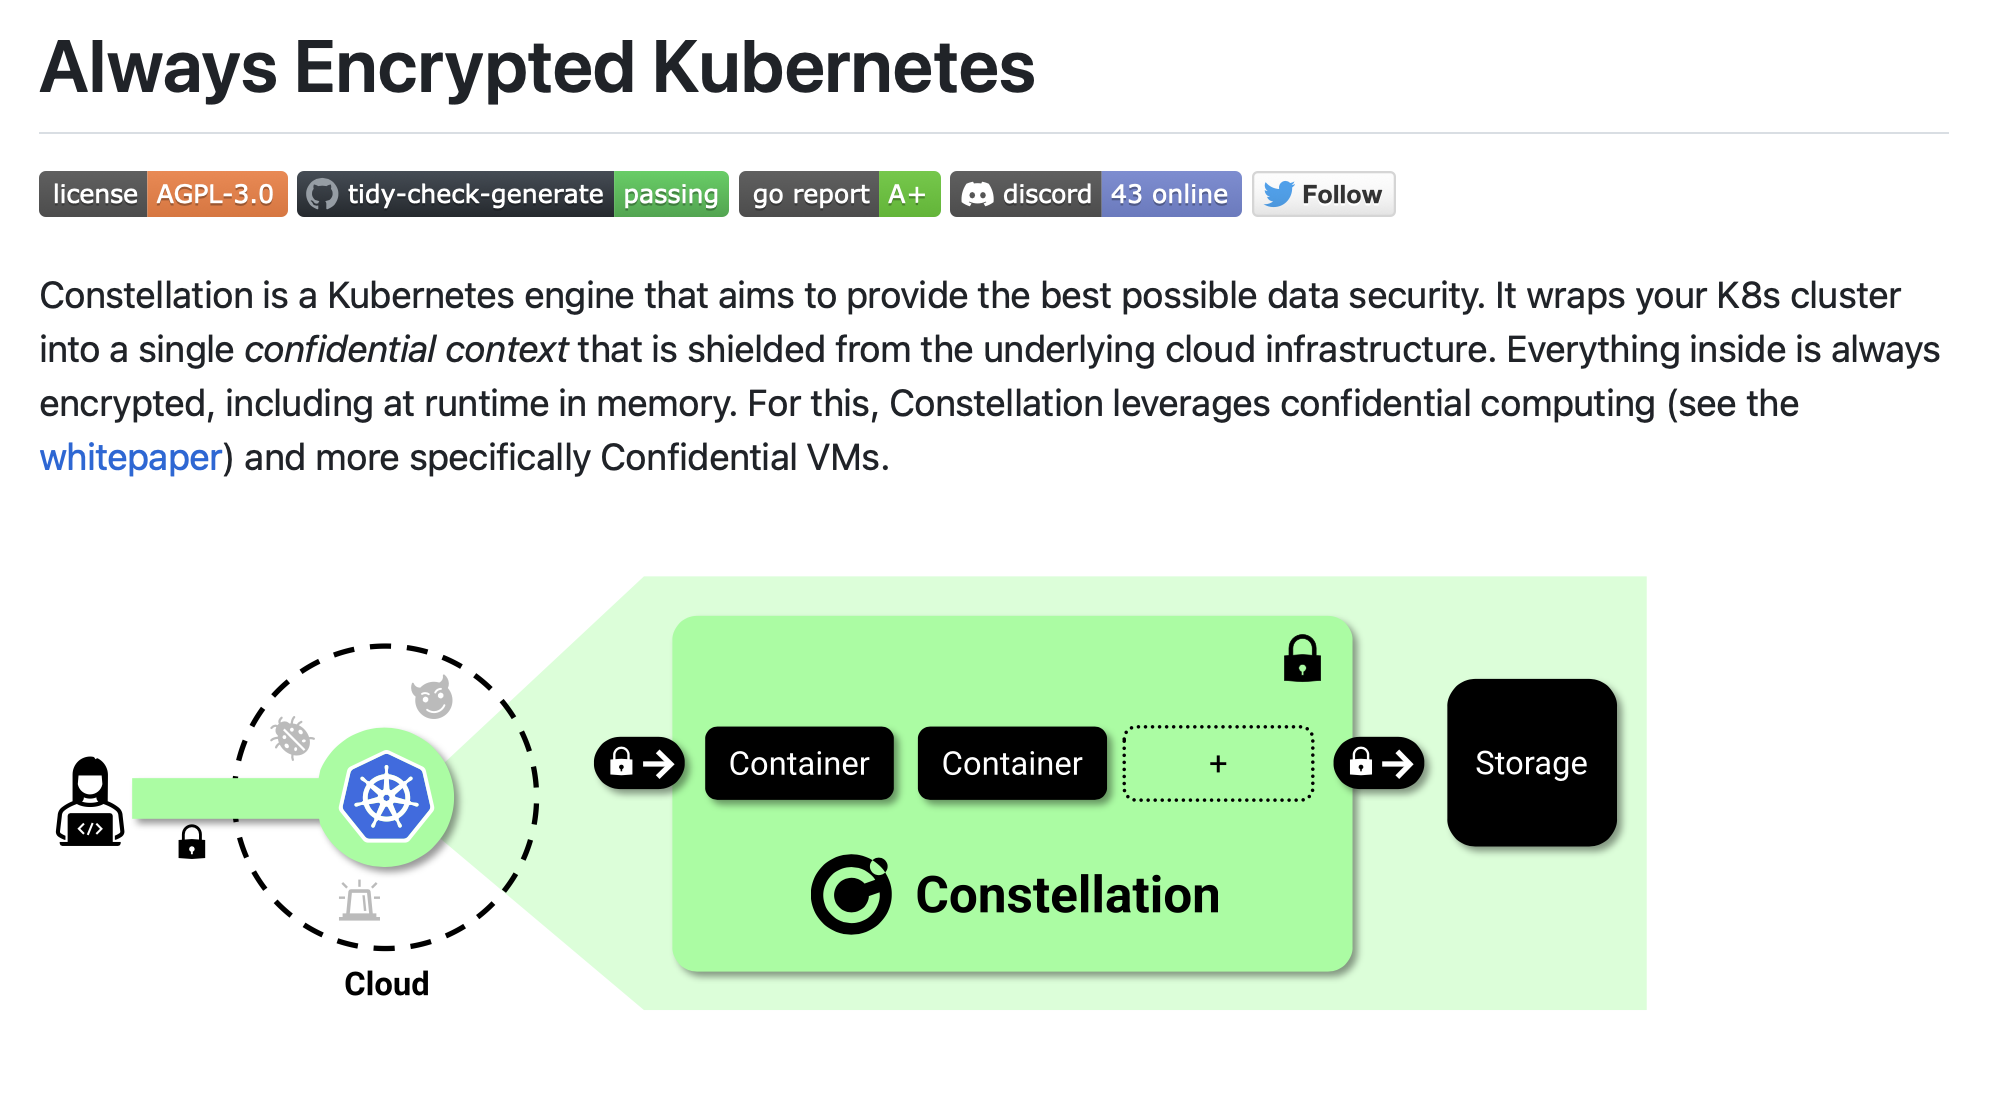 Always Encrypted Kubernetes
license AGPL-3.0 tidy-check-generate passing go report A+ discord 43 online Follow
Constellation is a Kubernetes engine that aims to provide the best possible data security. It wraps your K8s cluster
into a single confidential context that is shielded from the underlying cloud infrastructure. Everything inside is always
encrypted, including at runtime in memory. For this, Constellation leverages confidential computing (see the
whitepaper) and more specifically Confidential VMs.
</>
Cloud
Container Container +
Constellation
Storage